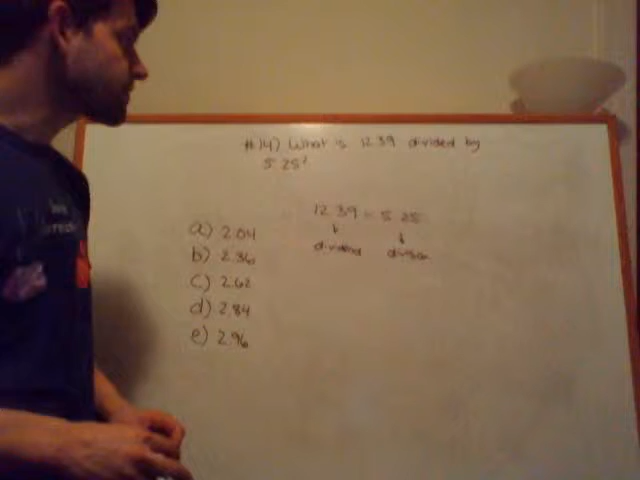 #14) What is 12.39 divided by
5.25?
12.39 ÷ 5.25
dividend divisor
a) 2.04
b) 2.36
c) 2.62
d) 2.84
e) 2.96